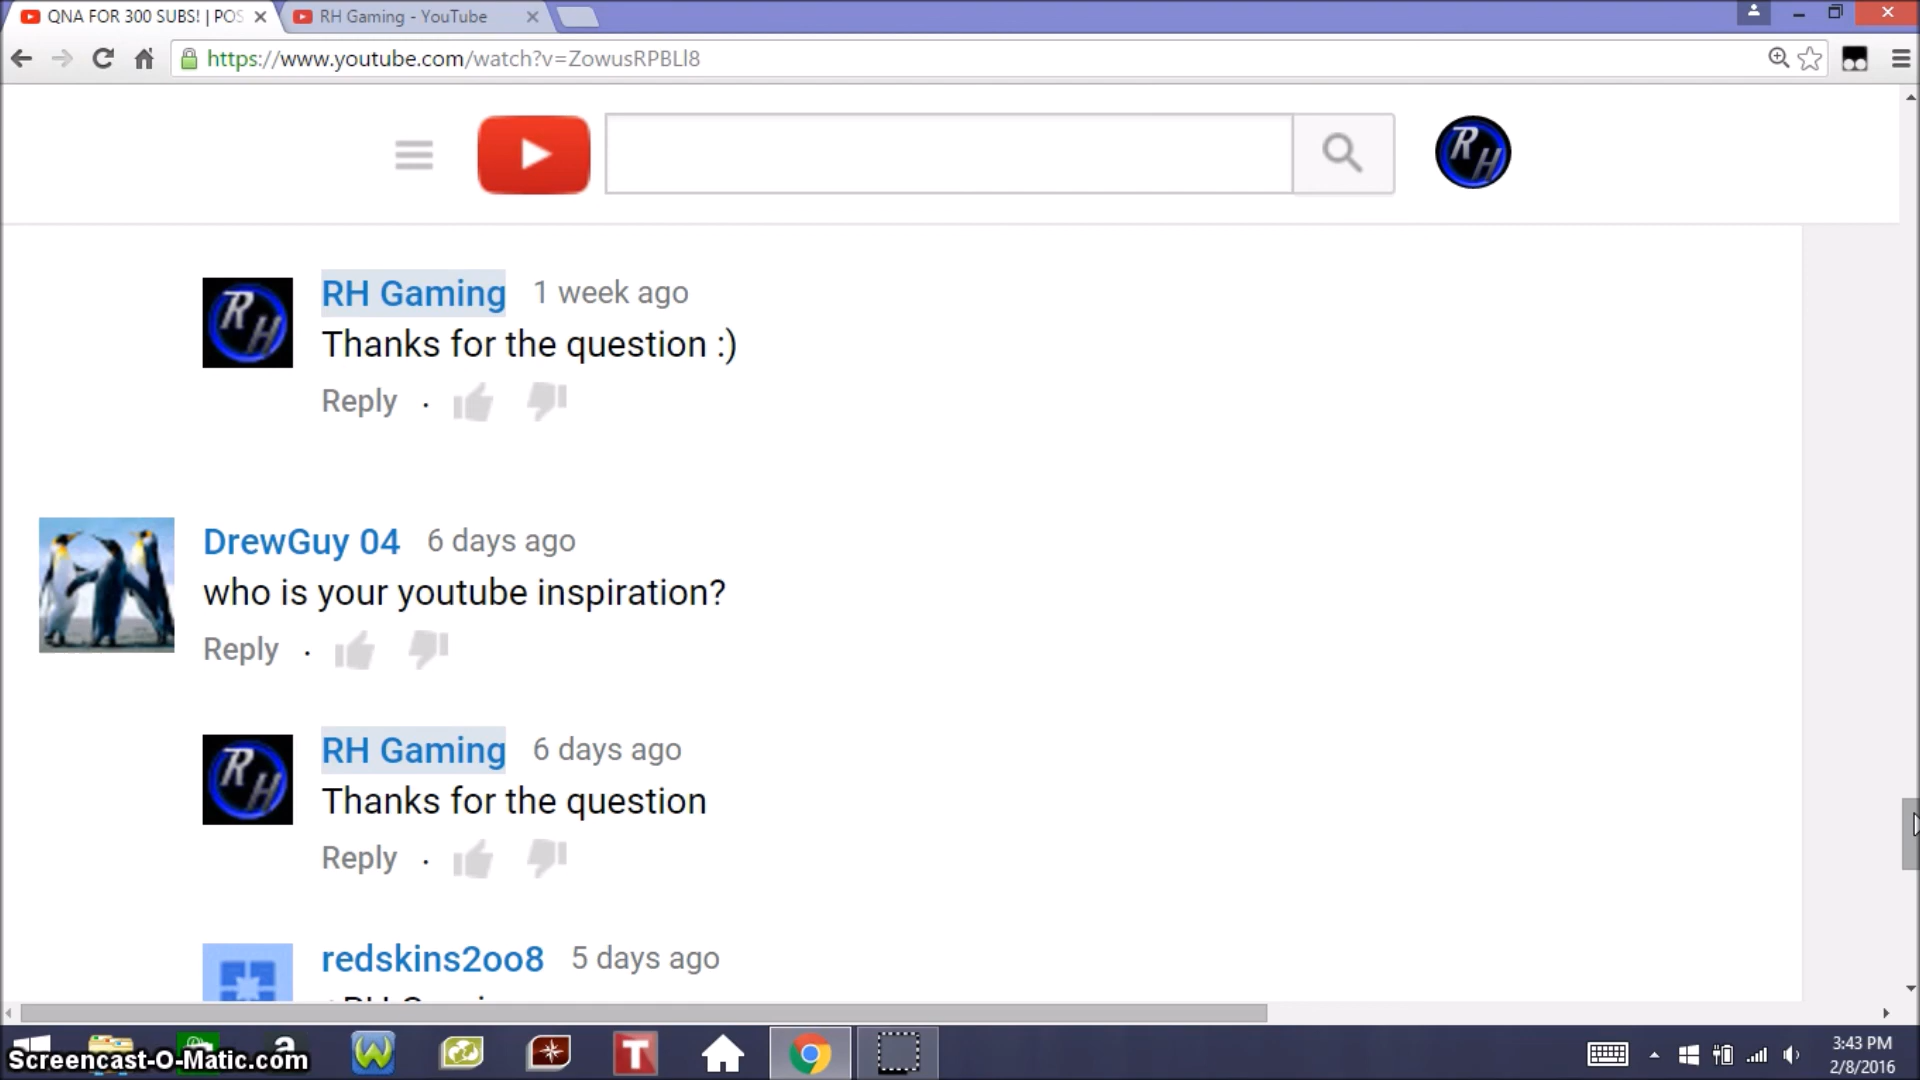 QNA FOR 300 SUBS! | POS
RH Gaming - YouTube
https://www.youtube.com/watch?v=ZowusRPBLl8
RH
RH Gaming 1 week ago
RH
Thanks for the question :)
Reply
DrewGuy 04 6 days ago
who is your youtube inspiration?
Reply
RH Gaming 6 days ago
RH
Thanks for the question
Reply
redskins2oo8 5 days ago
Screencast-O-Matic.com
3:43 PM
2/8/2016